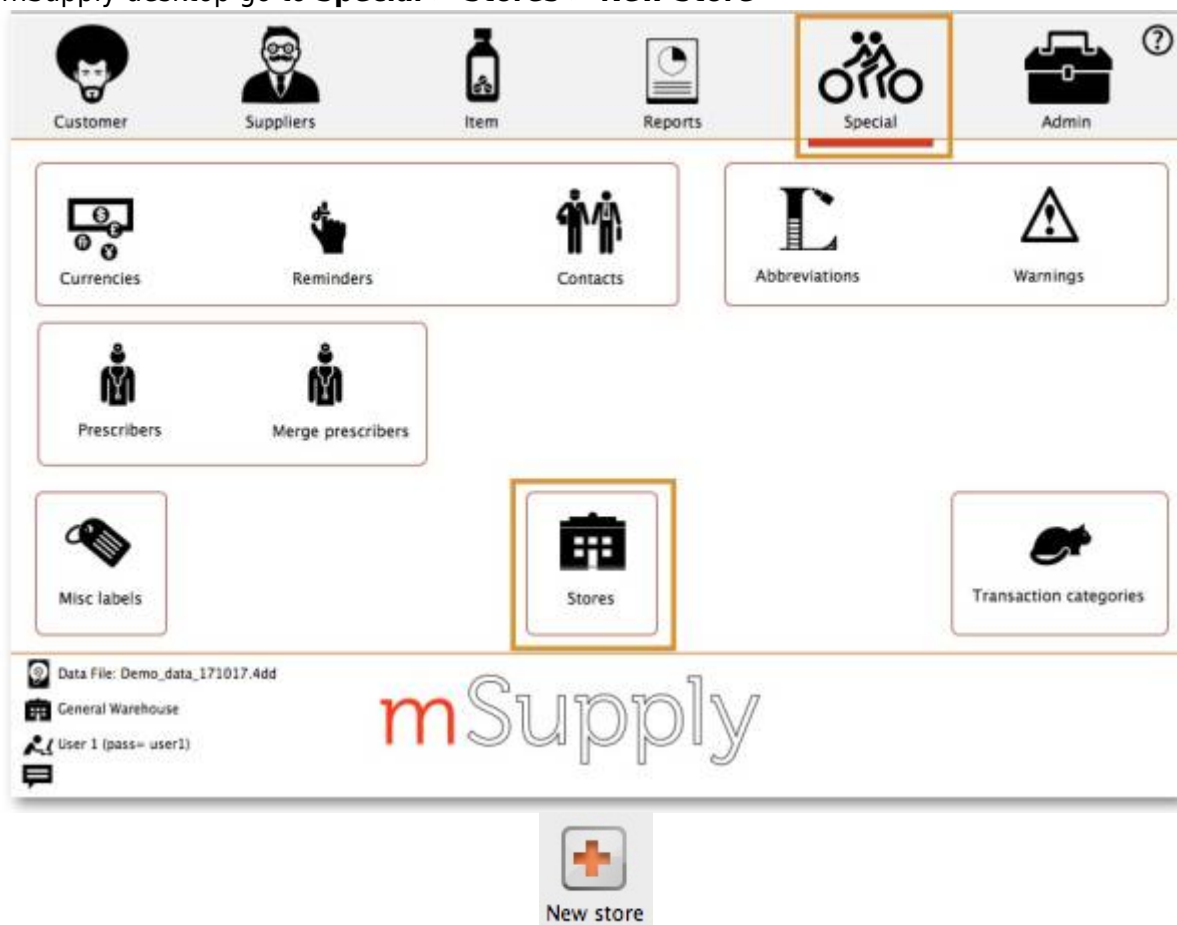 mSupply desktop go to Special > Stores > New Store
Customer Suppliers Item Reports Special Admin ?
Currencies Reminders Contacts Abbreviations Warnings
Prescribers Merge prescribers
Misc labels Stores Transaction categories
Data File: Demo_data_171017.4dd
General Warehouse
User 1 (pass= user1)
mSupply
New store